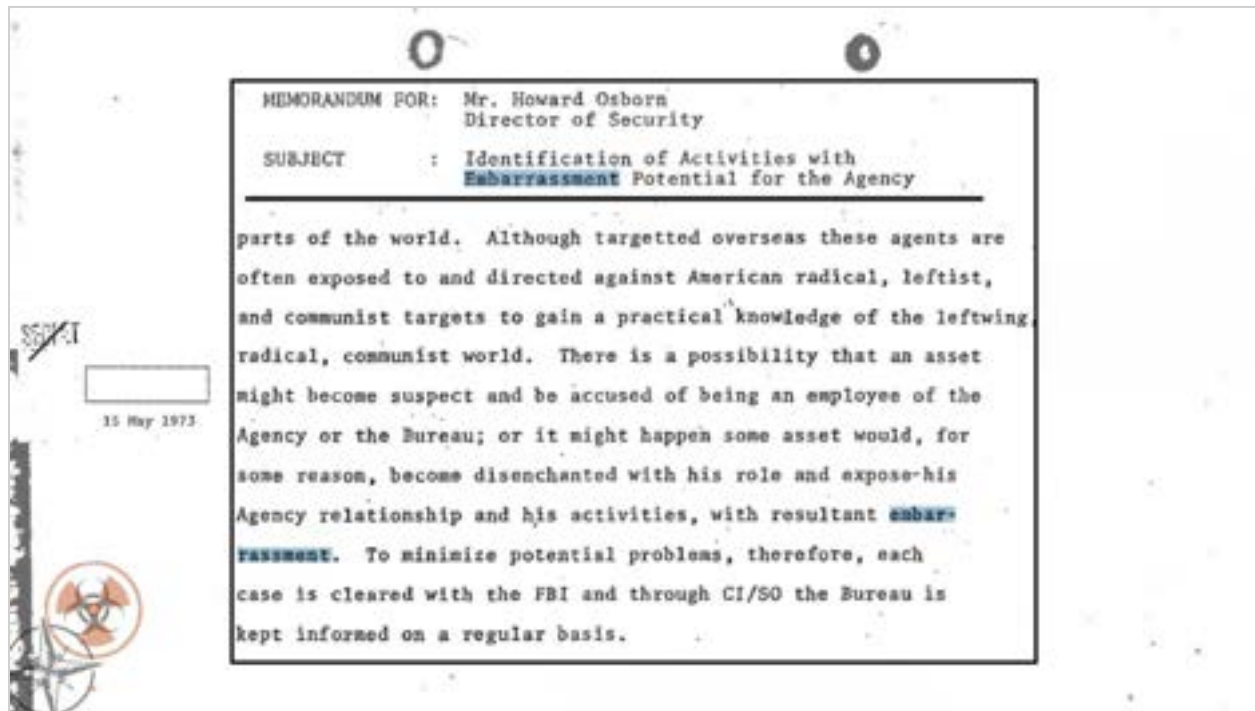 MEMORANDUM FOR: Mr. Howard Osborn
Director of Security
SUBJECT : Identification of Activities with
Embarrassment Potential for the Agency
parts of the world. Although targetted overseas these agents are
often exposed to and directed against American radical, leftist,
and communist targets to gain a practical knowledge of the leftwing,
radical, communist world. There is a possibility that an asset
might become suspect and be accused of being an employee of the
Agency or the Bureau; or it might happen some asset would, for
some reason, become disenchanted with his role and expose his
Agency relationship and his activities, with resultant embar-
rassment. To minimize potential problems, therefore, each
case is cleared with the FBI and through CI/SO the Bureau is
kept informed on a regular basis.
SECRET
15 May 1973